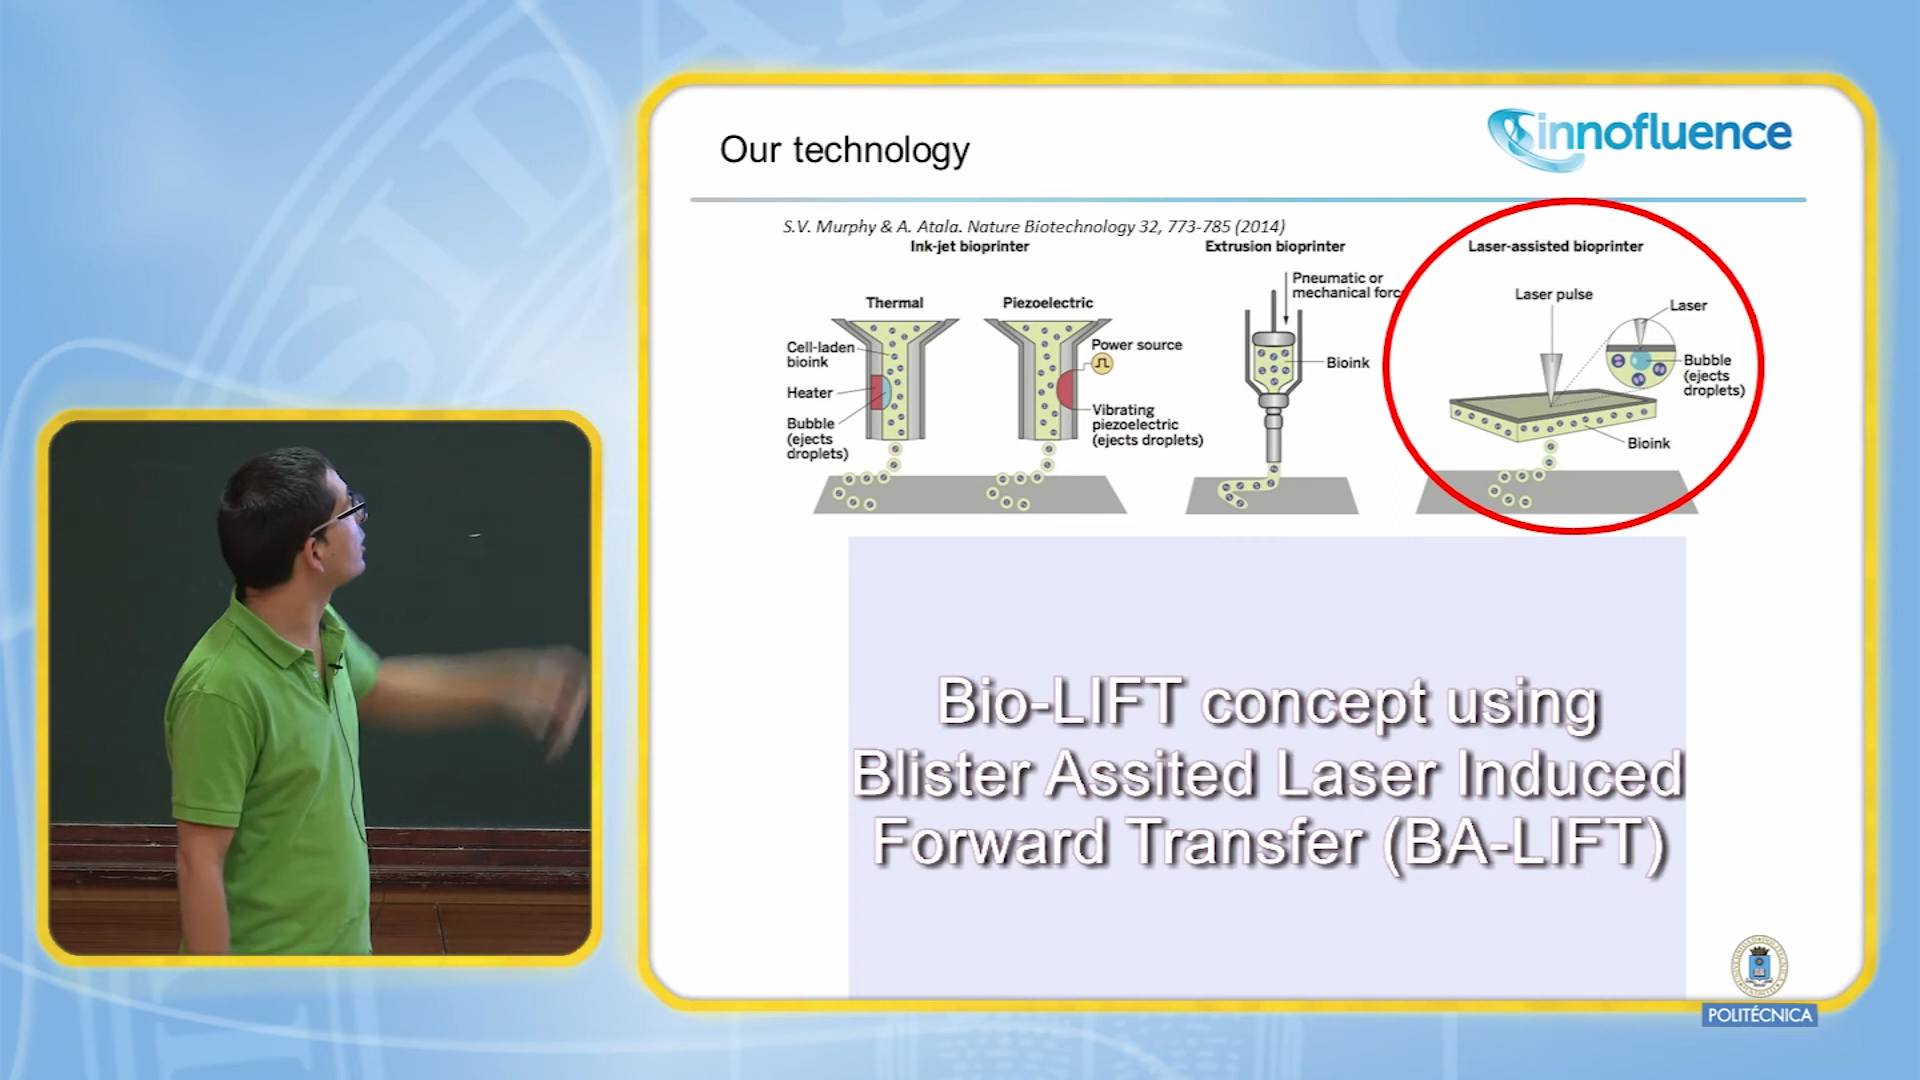 Our technology
innofluence
S.V. Murphy & A. Atala. Nature Biotechnology 32, 773-785 (2014)
Ink-jet bioprinter
Thermal
Piezoelectric
Cell-laden
bioink
Heater
Bubble
(ejects
droplets)
Power source
Vibrating
piezoelectric
(ejects droplets)
Extrusion bioprinter
Pneumatic or
mechanical forc
Bioink
Laser-assisted bioprinter
Laser pulse
Laser
Bubble
(ejects
droplets)
Bioink
Bio-LIFT concept using
Blister Assited Laser Induced
Forward Transfer (BA-LIFT)
POLITÉCNICA